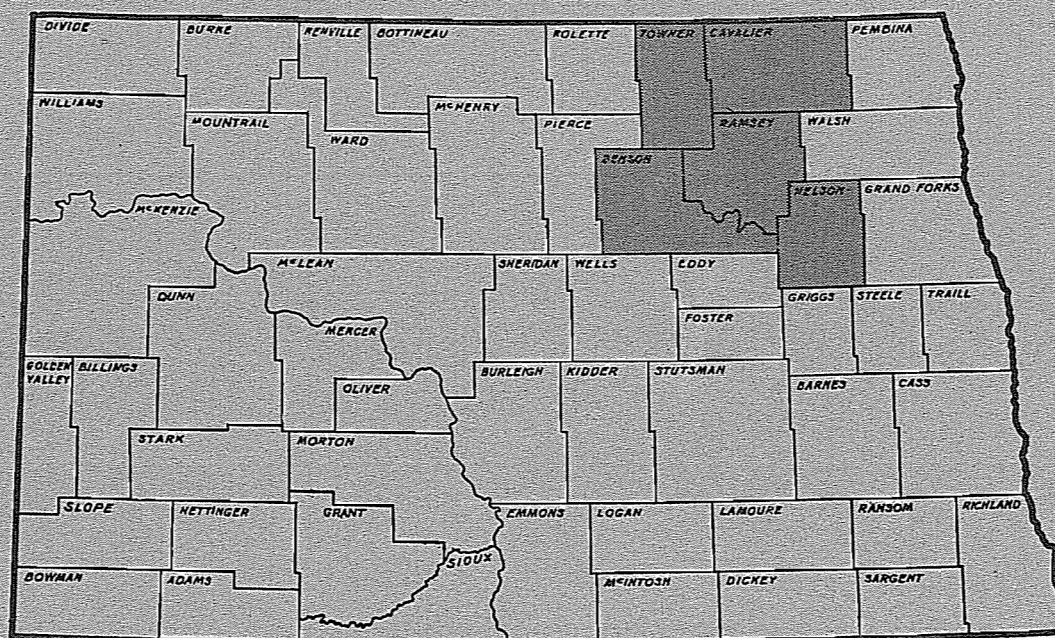 DIVIDE
BURKE
RENVILLE
BOTTINEAU
ROLETTE
TOWNER
CAVALIER
PEMBINA
WILLIAMS
MOUNTRAIL
WARD
McHENRY
PIERCE
BENSON
RAMSEY
WALSH
NELSON
GRAND FORKS
McKENZIE
DUNN
McLEAN
MERCER
OLIVER
SHERIDAN
WELLS
EDDY
FOSTER
GRIGGS
STEELE
TRAILL
GOLDEN
VALLEY
BILLINGS
STARK
MORTON
BURLEIGH
KIDDER
STUTSMAN
BARNES
CASS
SLOPE
HETTINGER
GRANT
SIOUX
EMMONS
LOGAN
LAMOURE
RANSOM
RICHLAND
BOWMAN
ADAMS
McINTOSH
DICKEY
SARGENT